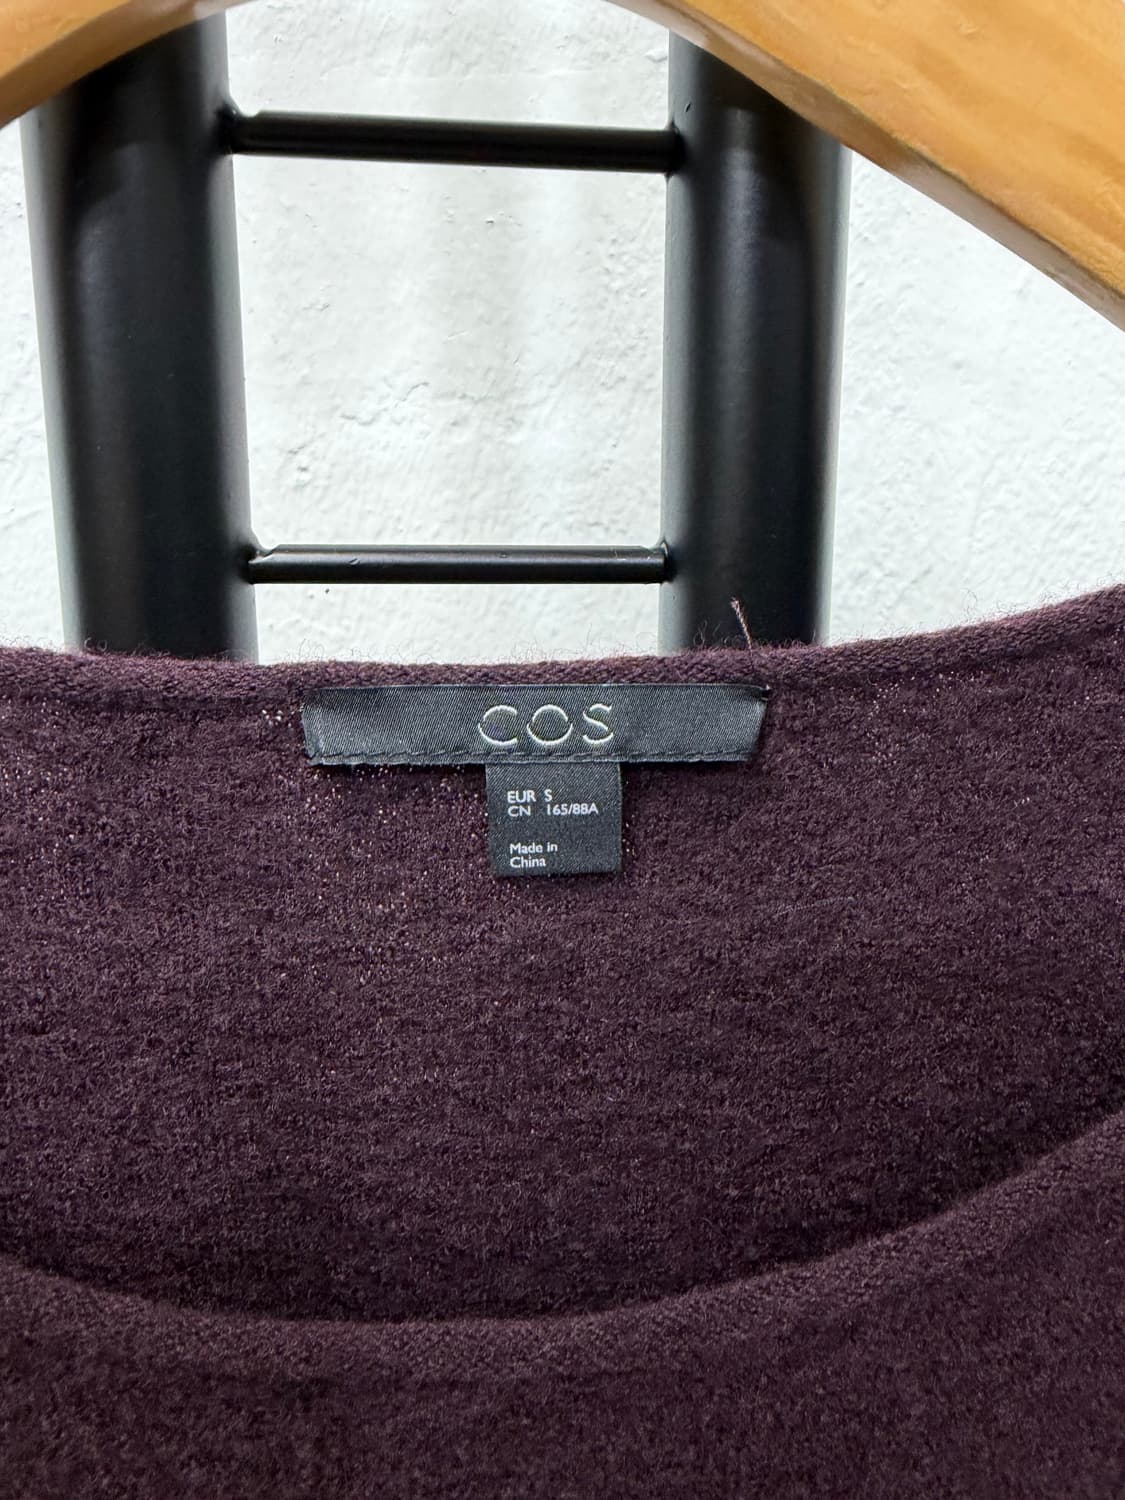 COS
EUR S
CN 165/88A
Made in
China